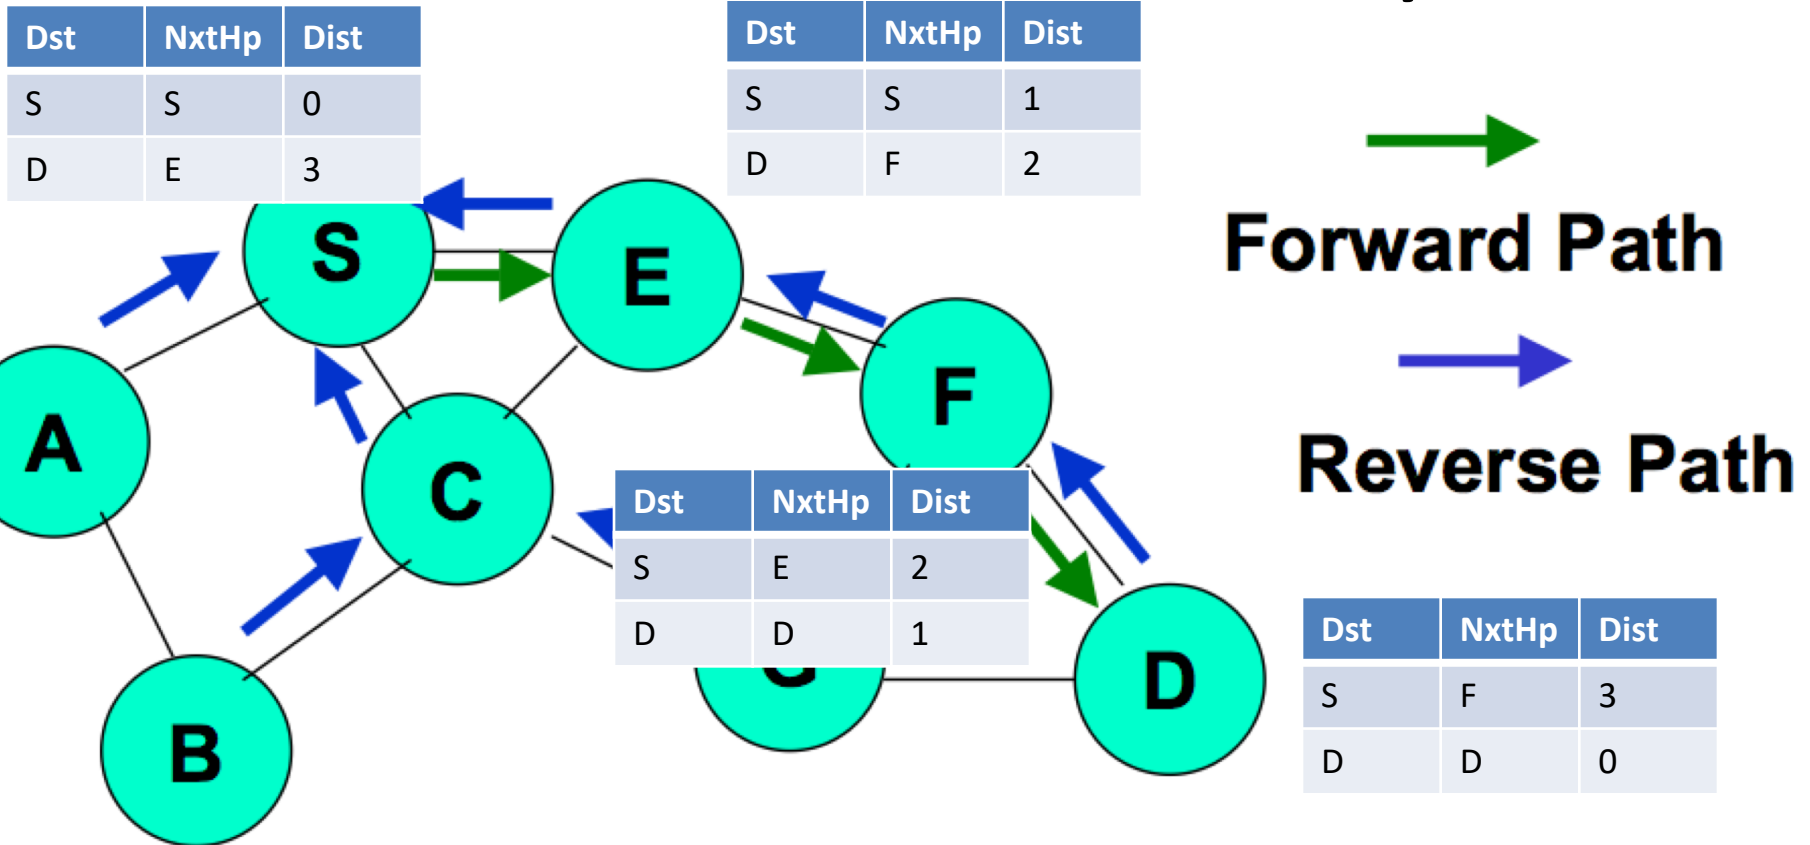 Dst NxtHp Dist
S S 0
D E 3
Dst NxtHp Dist
S S 1
D F 2
Forward Path
Reverse Path
S
E
F
A
C
Dst NxtHp Dist
S E 2
D D 1
G
D
B
Dst NxtHp Dist
S F 3
D D 0